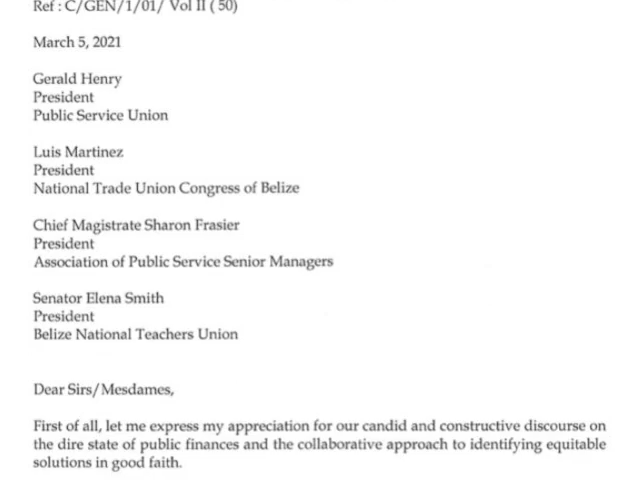 Ref : C/GEN/1/01/ Vol II ( 50)
March 5, 2021
Gerald Henry
President
Public Service Union
Luis Martinez
President
National Trade Union Congress of Belize
Chief Magistrate Sharon Frasier
President
Association of Public Service Senior Managers
Senator Elena Smith
President
Belize National Teachers Union
Dear Sirs/Mesdames,
First of all, let me express my appreciation for our candid and constructive discourse on
the dire state of public finances and the collaborative approach to identifying equitable
solutions in good faith.